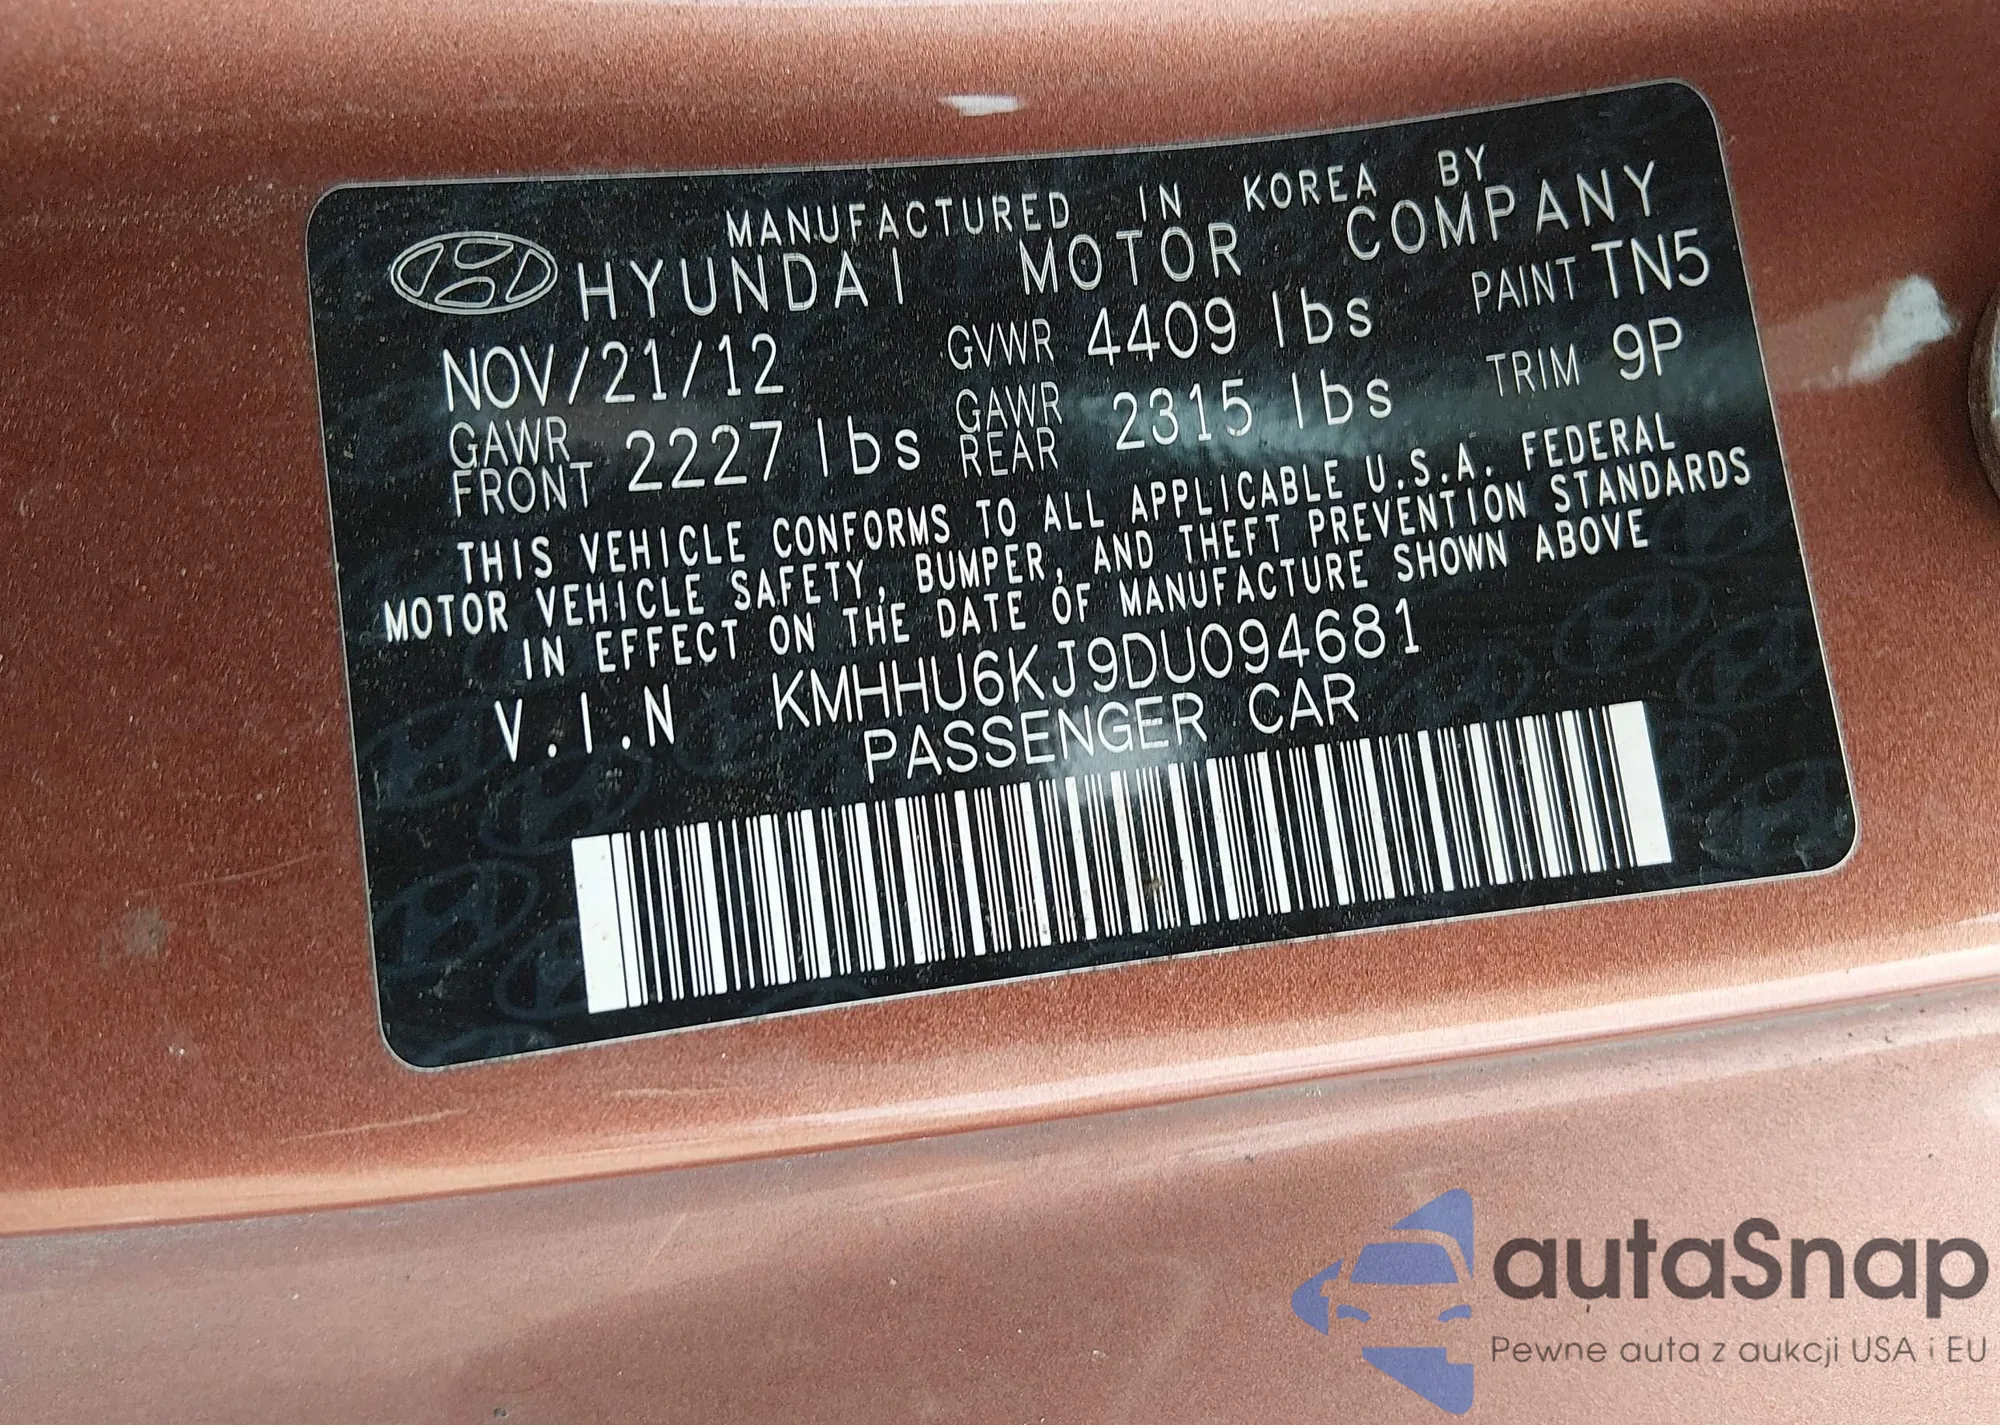 MANUFACTURED IN KOREA BY
HYUNDAI MOTOR COMPANY
NOV/21/12 GVWR 4409 lbs PAINT TN5
GAWR FRONT 2227 lbs GAWR REAR 2315 lbs TRIM 9P
THIS VEHICLE CONFORMS TO ALL APPLICABLE U.S.A. FEDERAL
MOTOR VEHICLE SAFETY, BUMPER, AND THEFT PREVENTION STANDARDS
IN EFFECT ON THE DATE OF MANUFACTURE SHOWN ABOVE
V.I.N KMHHU6KJ9DU094681
PASSENGER CAR
autaSnap
Pewne auta z aukcji USA i EU